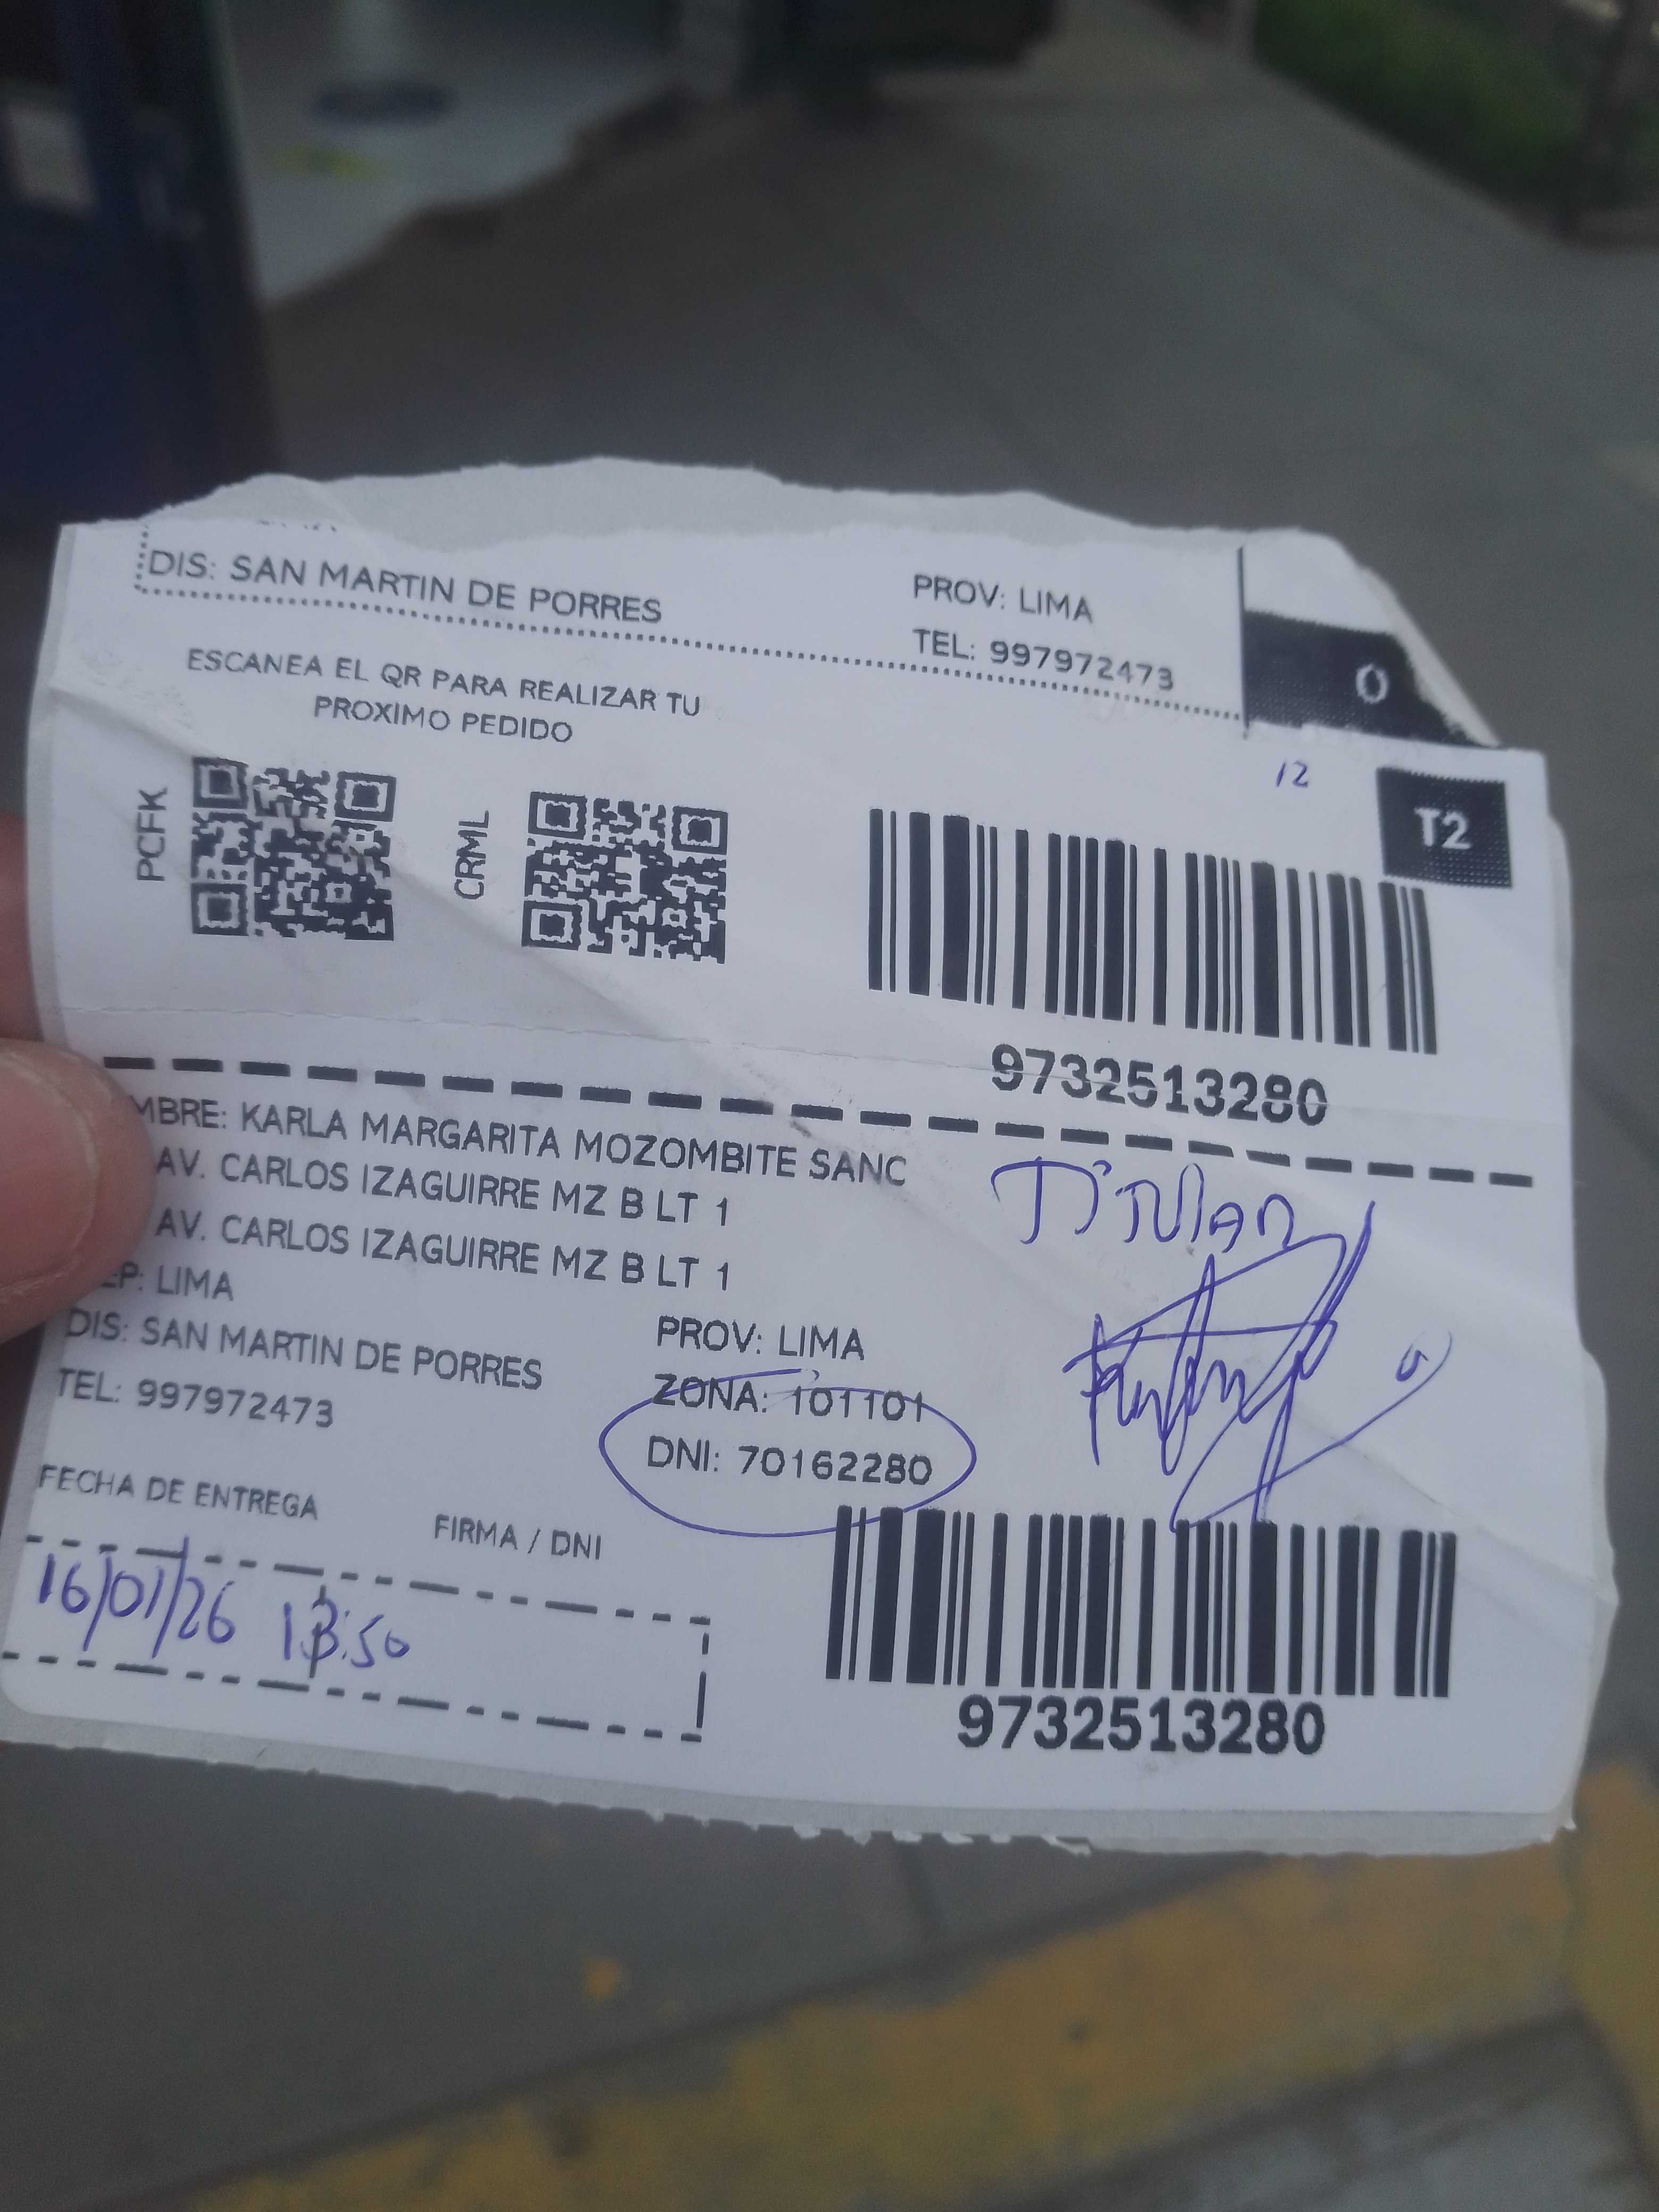 DIS: SAN MARTIN DE PORRES
PROV: LIMA
TEL: 997972473
O
ESCANEA EL QR PARA REALIZAR TU
PROXIMO PEDIDO
12
T2
PCFK
CRML
9732513280
MBRE: KARLA MARGARITA MOZOMBITE SANC
AV. CARLOS IZAGUIRRE MZ B LT 1
AV. CARLOS IZAGUIRRE MZ B LT 1
EP: LIMA
DIS: SAN MARTIN DE PORRES
PROV: LIMA
TEL: 997972473
ZONA: 101101
DNI: 70162280
Titular
FECHA DE ENTREGA
FIRMA / DNI
16/01/26 13:50
9732513280